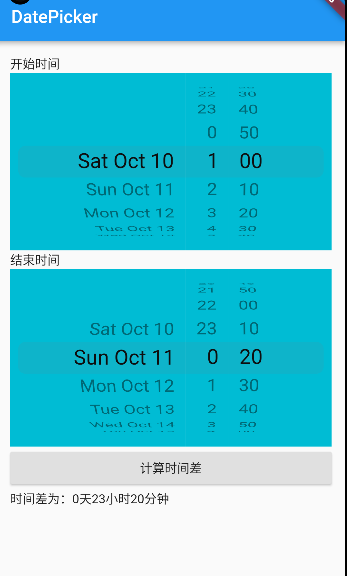 DatePicker
开始时间
22 30
23 40
0 50
Sat Oct 10 1 00
Sun Oct 11 2 10
Mon Oct 12 3 20
Tue Oct 13 4 30
结束时间
21 50
22 00
Sat Oct 10 23 10
Sun Oct 11 0 20
Mon Oct 12 1 30
Tue Oct 13 2 40
Wed Oct 14 3 50
计算时间差
时间差为：0天23小时20分钟